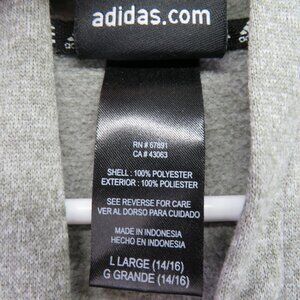 adidas.com
RN # 67891
CA # 43063
SHELL : 100% POLYESTER
EXTERIOR : 100% POLIESTER
SEE REVERSE FOR CARE
VER AL DORSO PARA CUIDADO
MADE IN INDONESIA
HECHO EN INDONESIA
L LARGE (14/16)
G GRANDE (14/16)